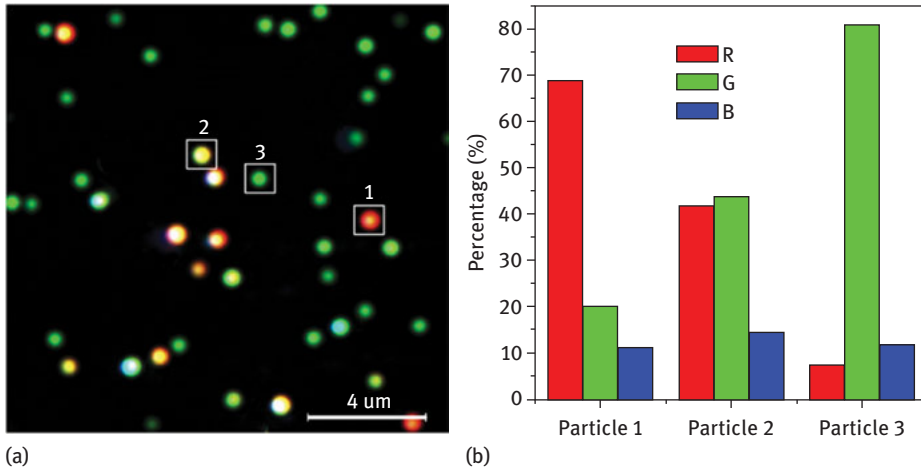 2
3
1
4 um
(a)
Percentage (%)
80
70
60
50
40
30
20
10
0
R
G
B
Particle 1
Particle 2
Particle 3
(b)